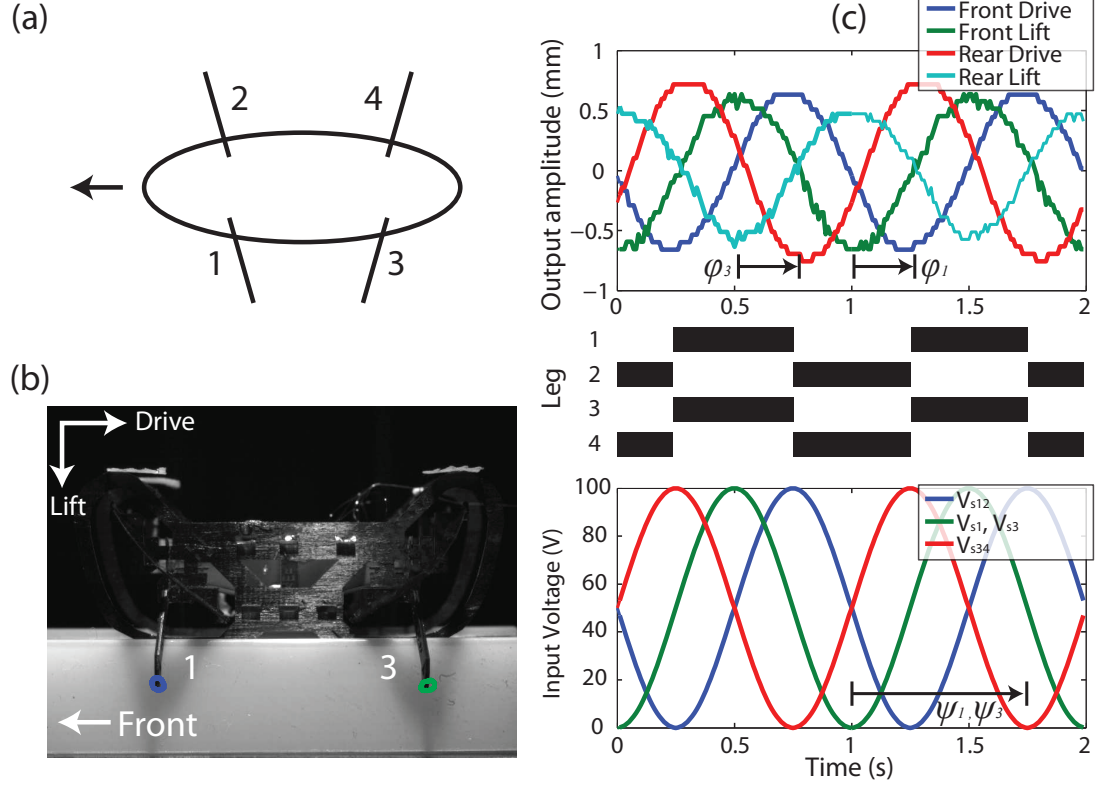 (a)
2
4
1
3
(b)
Drive
Lift
1
3
Front
(c)
Front Drive
Front Lift
Rear Drive
Rear Lift
Output amplitude (mm)
1
0.5
0
−0.5
−1
φ3
φ1
0
0.5
1
1.5
2
Leg
1
2
3
4
Input Voltage (V)
100
80
60
40
20
0
Vs12
Vs1, Vs3
Vs34
ψ1,ψ3
0
0.5
1
1.5
2
Time (s)